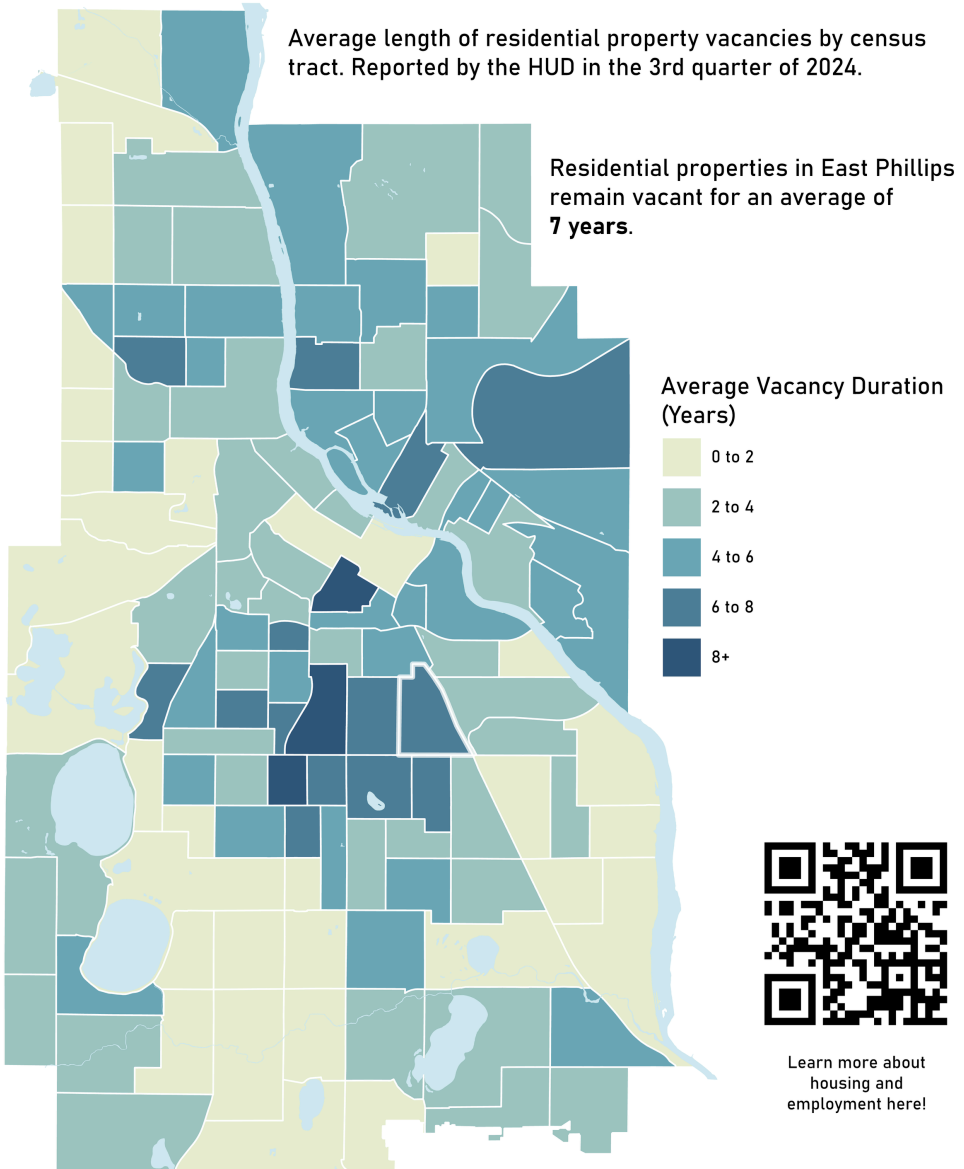 Average length of residential property vacancies by census
tract. Reported by the HUD in the 3rd quarter of 2024.
Residential properties in East Phillips
remain vacant for an average of
7 years.
Average Vacancy Duration
(Years)
0 to 2
2 to 4
4 to 6
6 to 8
8+
Learn more about
housing and
employment here!